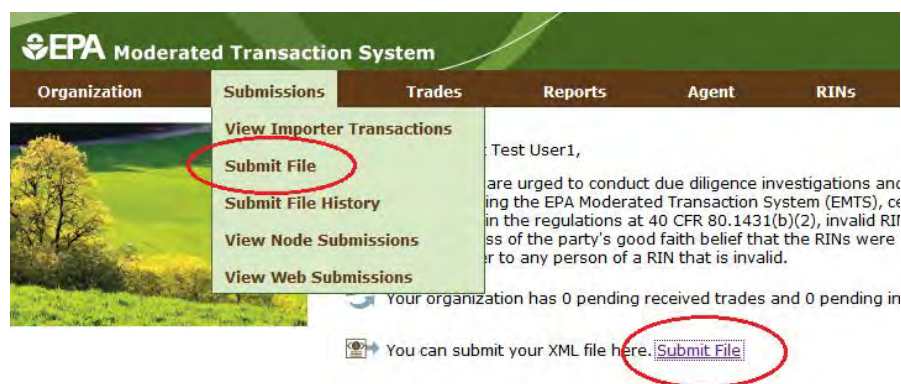 EPA Moderated Transaction System
Organization Submissions Trades Reports Agent RINs
View Importer Transactions
Submit File
Submit File History
View Node Submissions
View Web Submissions
Test User1,
are urged to conduct due diligence investigations and
ing the EPA Moderated Transaction System (EMTS), ce
in the regulations at 40 CFR 80.1431(b)(2), invalid RIN
ss of the party's good faith belief that the RINs were
er to any person of a RIN that is invalid.
Your organization has 0 pending received trades and 0 pending in
You can submit your XML file here. Submit File